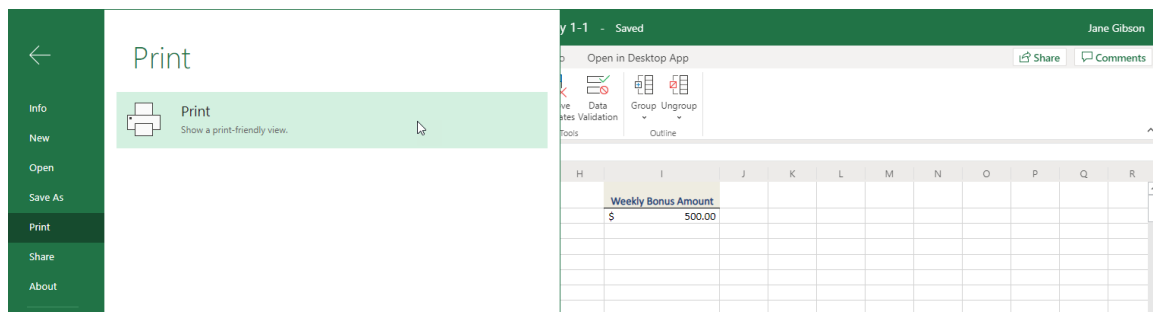 y 1-1 - Saved
Jane Gibson
Print
Open in Desktop App
Share
Comments
Info
New
Open
Save As
Print
Share
About
Print
Show a print-friendly view.
Data
Validation
Group
Ungroup
Tools
Outline
H I J K L M N O P Q R
Weekly Bonus Amount
$ 500.00